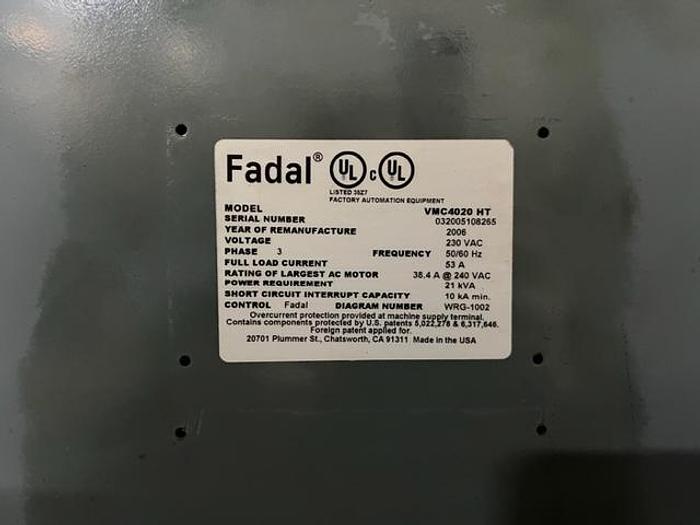 Fadal® UL c UL
LISTED 38Z7
FACTORY AUTOMATION EQUIPMENT
MODEL VMC4020 HT
SERIAL NUMBER 032005108265
YEAR OF REMANUFACTURE 2006
VOLTAGE 230 VAC
PHASE 3 FREQUENCY 50/60 Hz
FULL LOAD CURRENT 53 A
RATING OF LARGEST AC MOTOR 38.4 A @ 240 VAC
POWER REQUIREMENT 21 kVA
SHORT CIRCUIT INTERRUPT CAPACITY 10 kA min.
CONTROL Fadal DIAGRAM NUMBER WRG-1002
Overcurrent protection provided at machine supply terminal.
Contains components protected by U.S. patents 5,022,276 & 6,317,646.
Foreign patent applied for.
20701 Plummer St., Chatsworth, CA 91311 Made in the USA